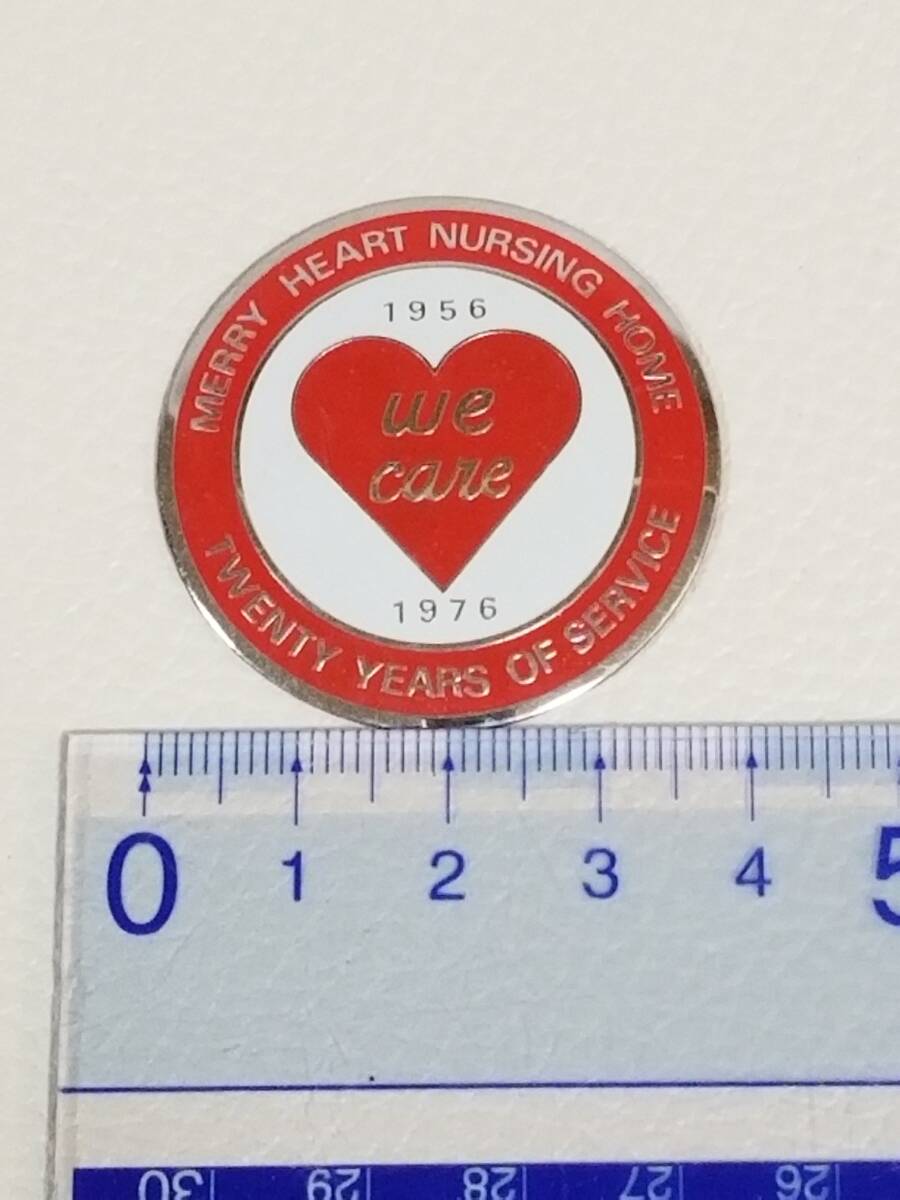 MERRY HEART NURSING HOME
1956
we
care
1976
TWENTY YEARS OF SERVICE
0 1 2 3 4 5
30 29 28 27 26